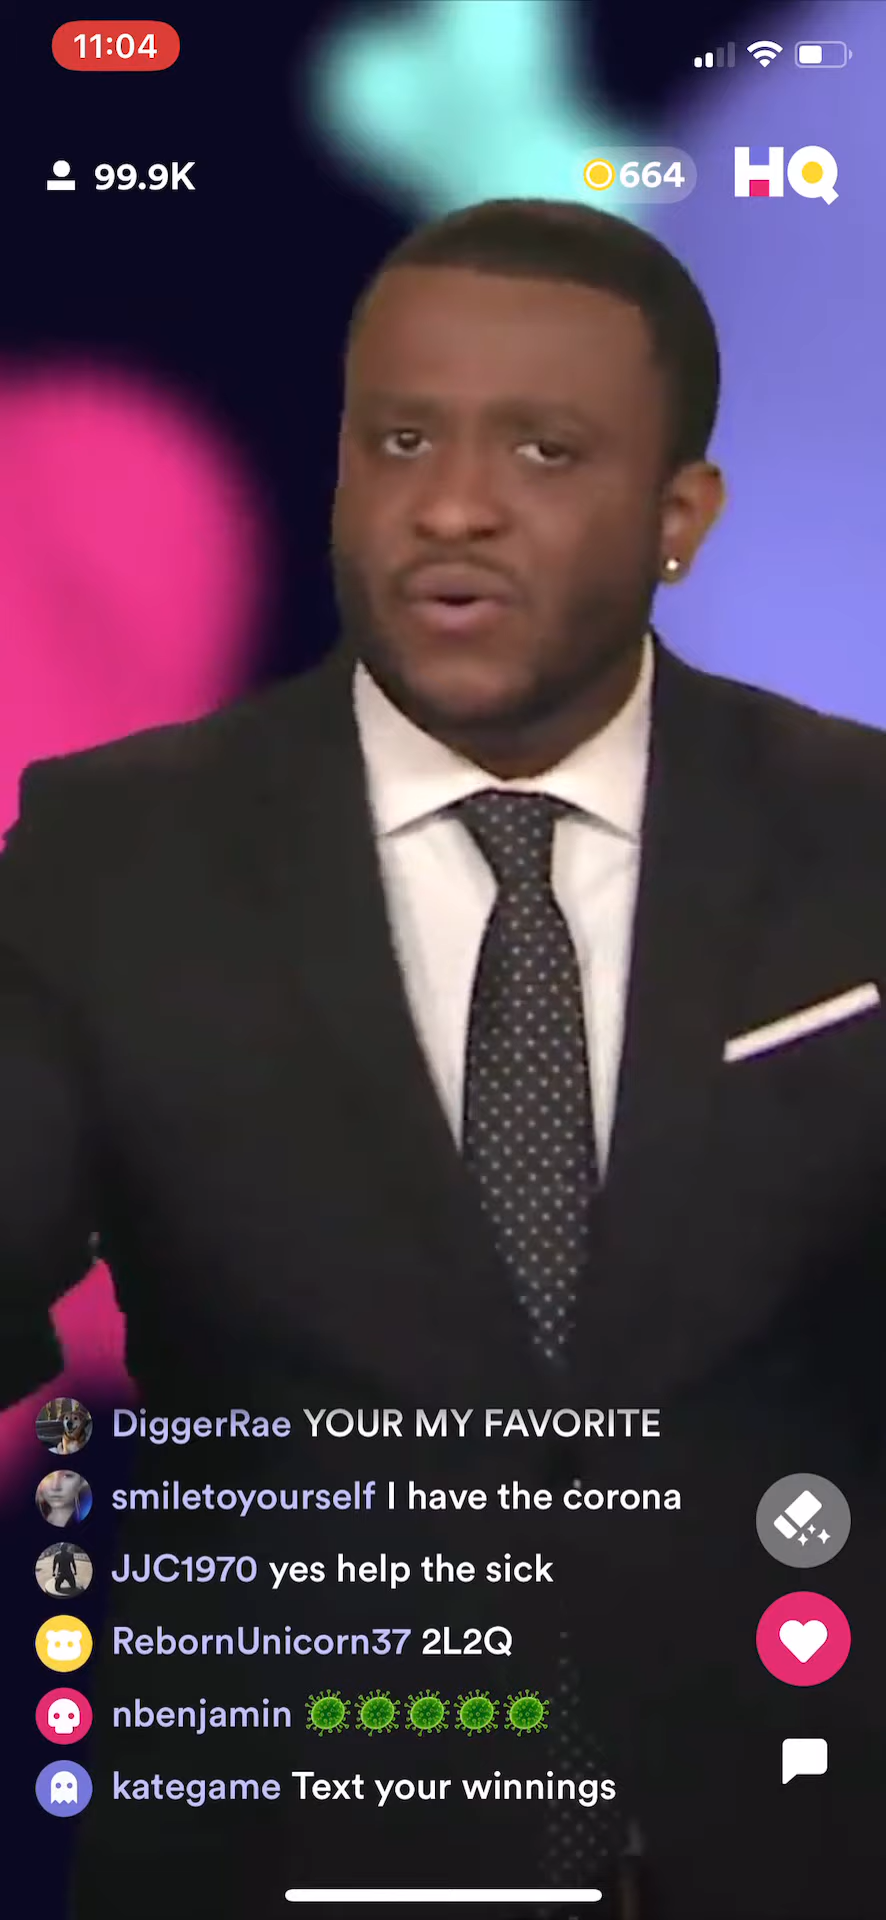 11:04
99.9K
664
HQ
DiggerRae YOUR MY FAVORITE
smiletoyourself I have the corona
JJC1970 yes help the sick
RebornUnicorn37 2L2Q
nbenjamin 🦠🦠🦠🦠🦠
kategame Text your winnings